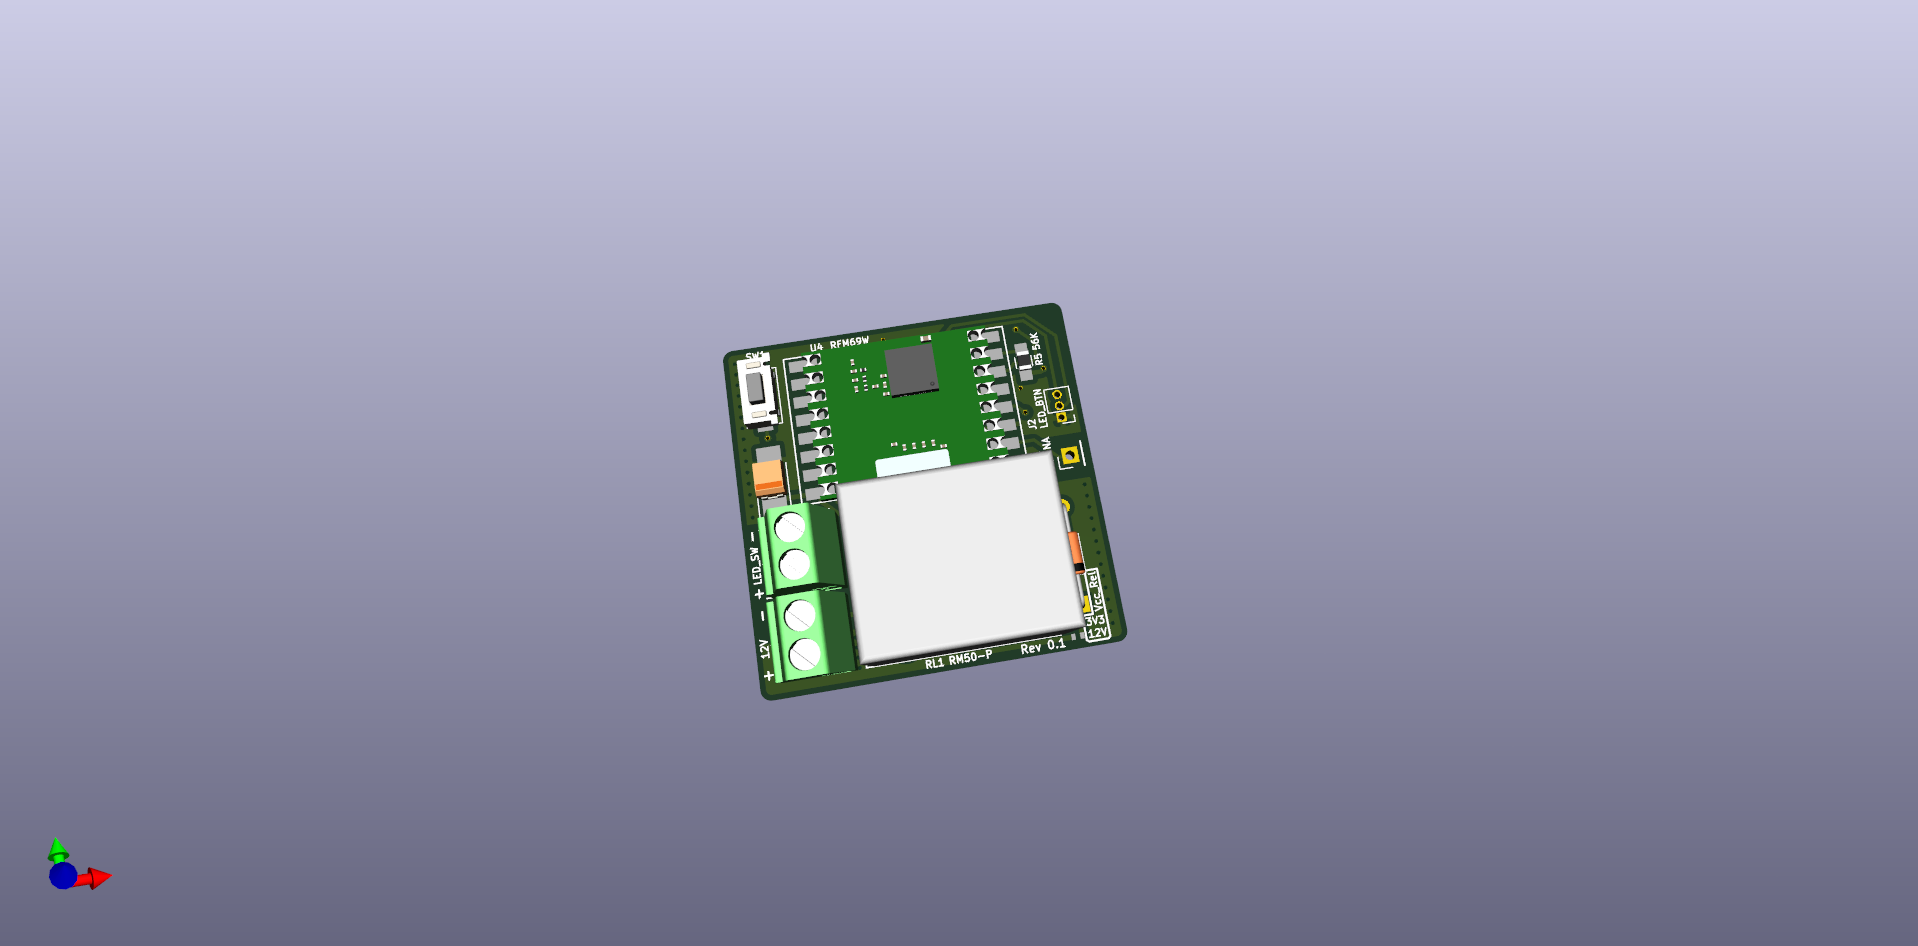 SW1
U4 RFM69W
R5 56K
J2
LED_BTN
NA
- LED_SW +
- 12V +
Vcc_Rel
3V3
12V
RL1 RM50-P
Rev 0.1